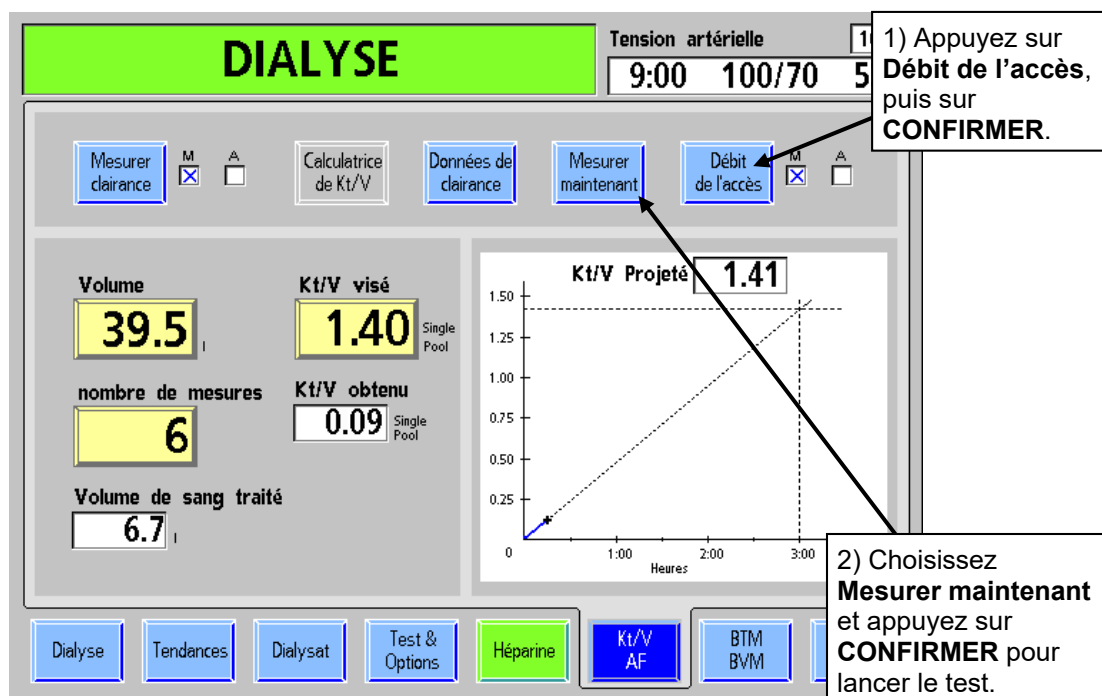 DIALYSE
Tension artérielle
9:00 100/70
1) Appuyez sur
Débit de l’accès,
puis sur
CONFIRMER.
Mesurer
clairance
M A
Calculatrice
de Kt/V
Données de
clairance
Mesurer
maintenant
Débit
de l'accès
M A
Volume
39.5 l
Kt/V visé
1.40 Single
Pool
nombre de mesures
6
Kt/V obtenu
0.09 Single
Pool
Volume de sang traité
6.7 l
Kt/V Projeté 1.41
1.50
1.25
1.00
0.75
0.50
0.25
0 1:00 2:00 3:00
Heures
2) Choisissez
Mesurer maintenant
et appuyez sur
CONFIRMER pour
lancer le test.
Dialyse
Tendances
Dialysat
Test &
Options
Héparine
Kt/V
AF
BTM
BVM